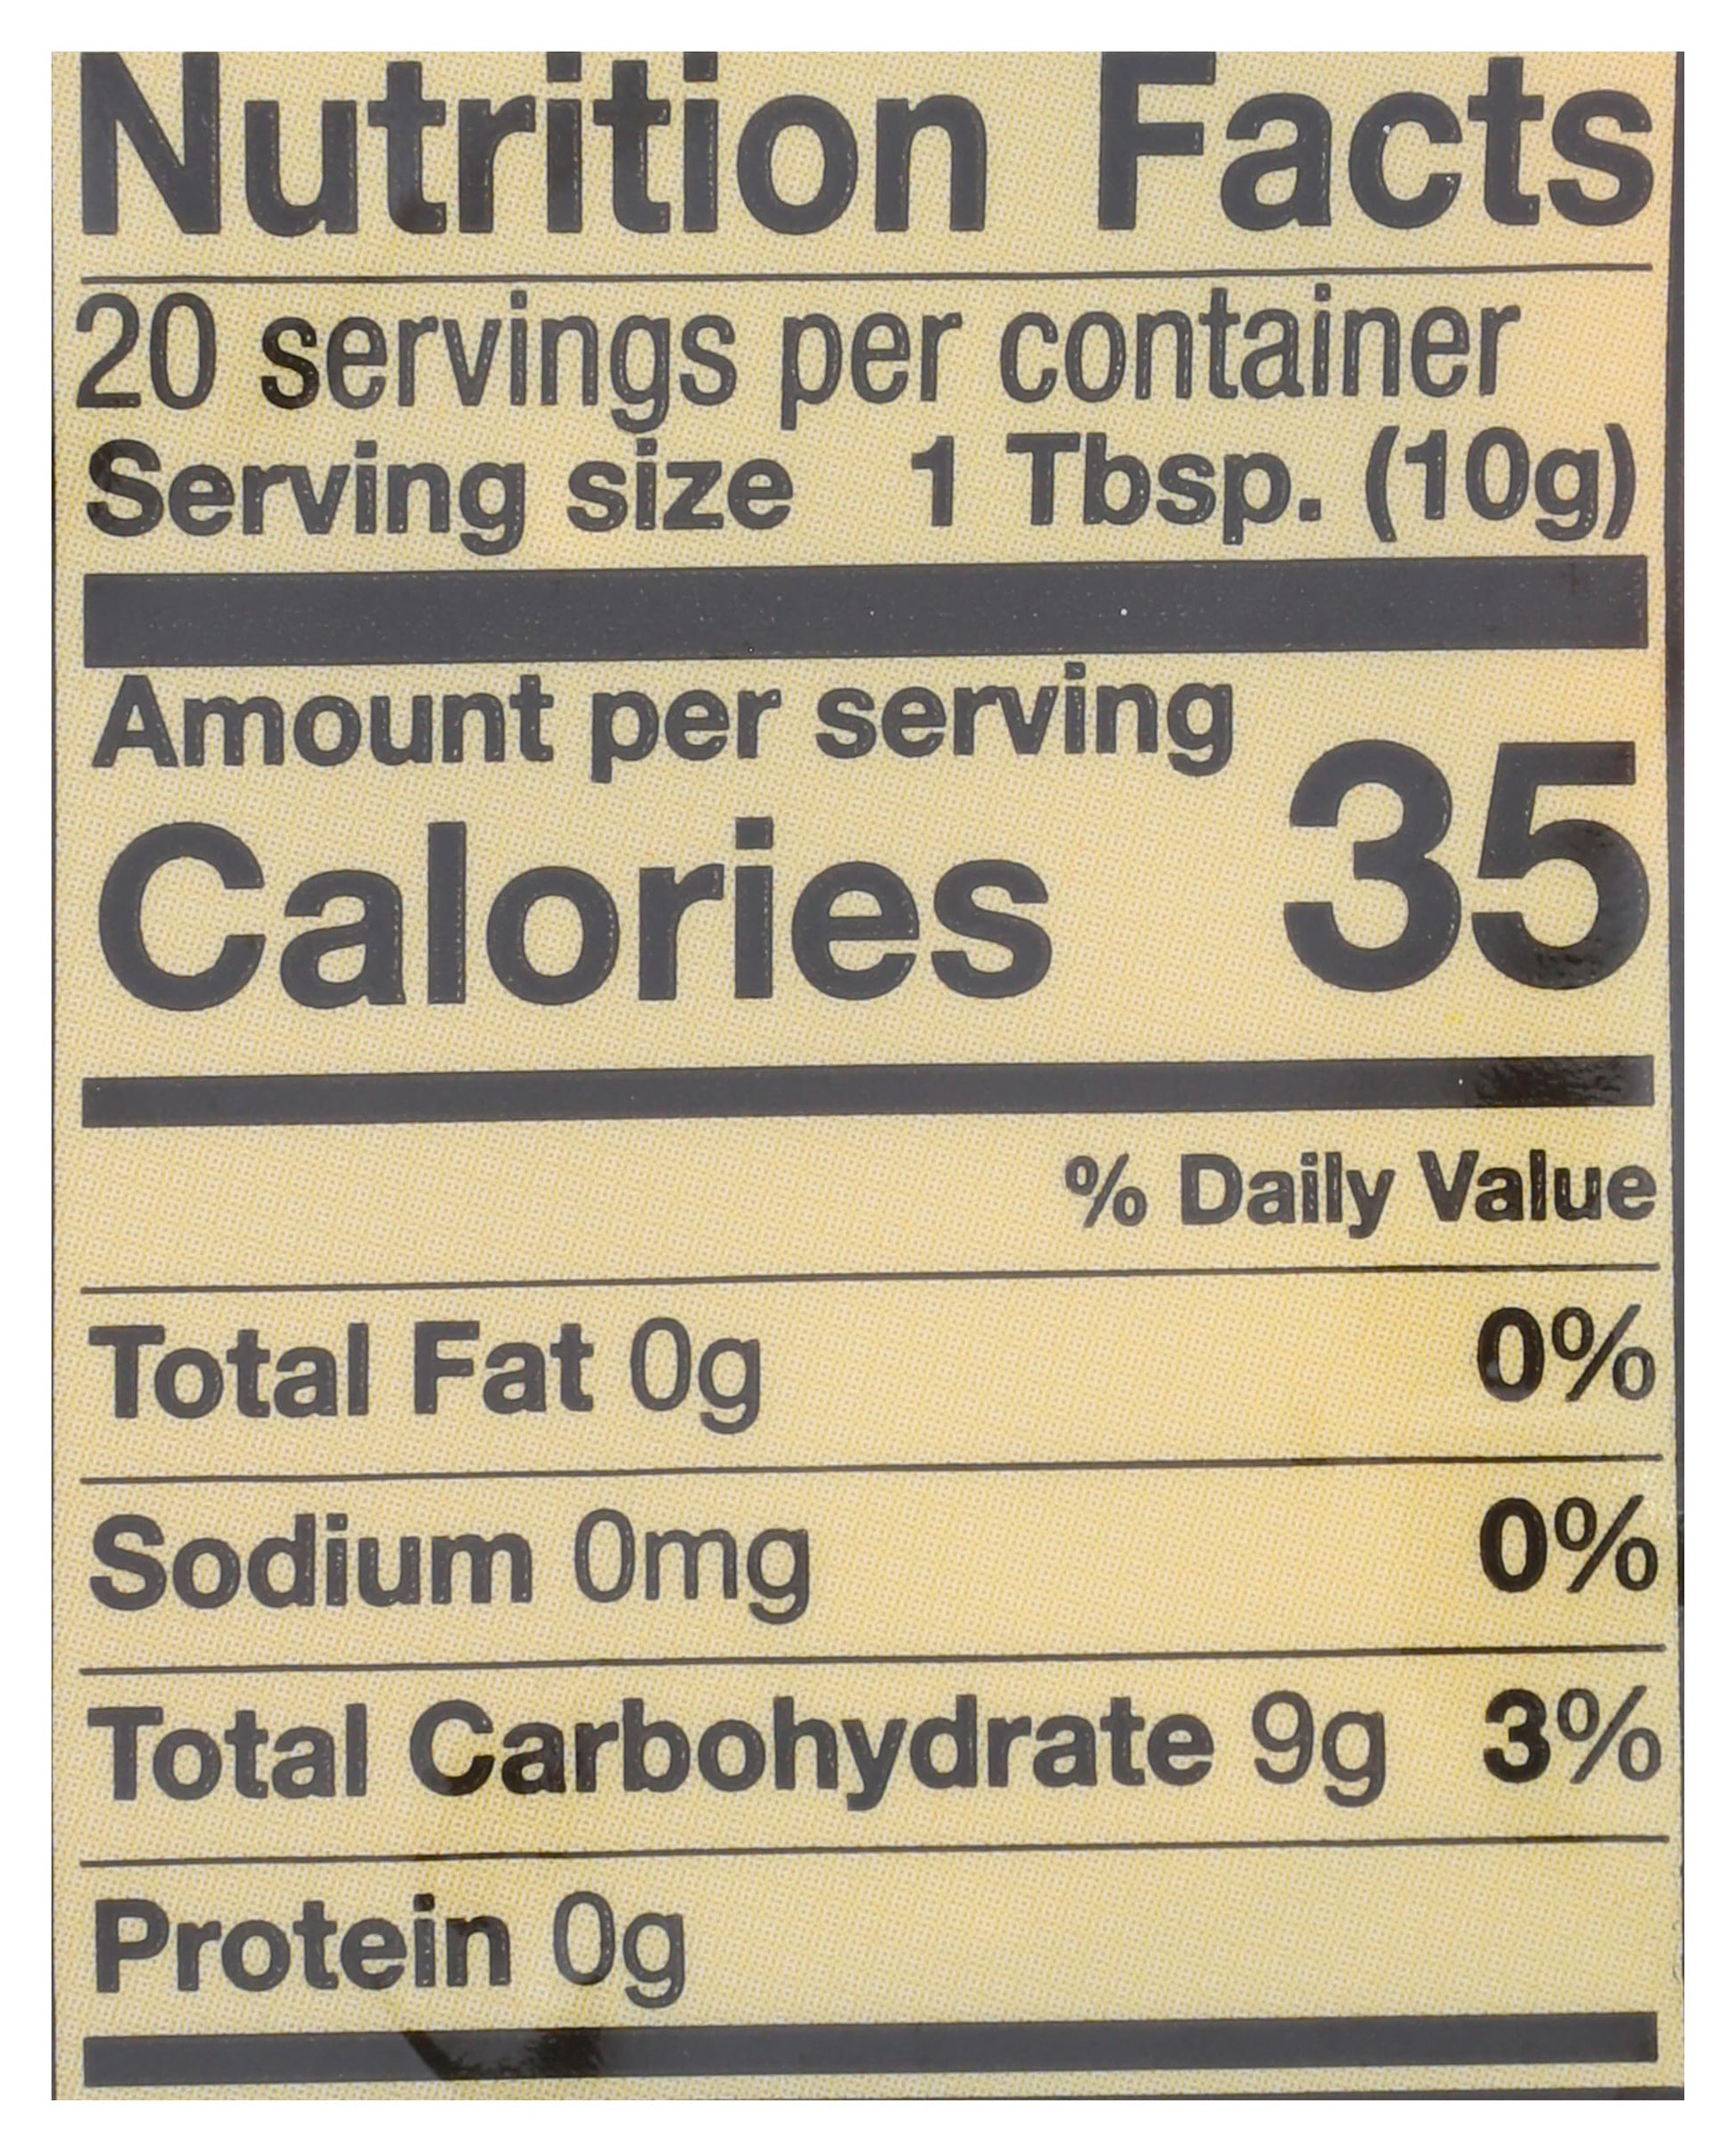 Nutrition Facts
20 servings per container
Serving size 1 Tbsp. (10g)
Amount per serving
Calories 35
% Daily Value
Total Fat 0g 0%
Sodium 0mg 0%
Total Carbohydrate 9g 3%
Protein 0g